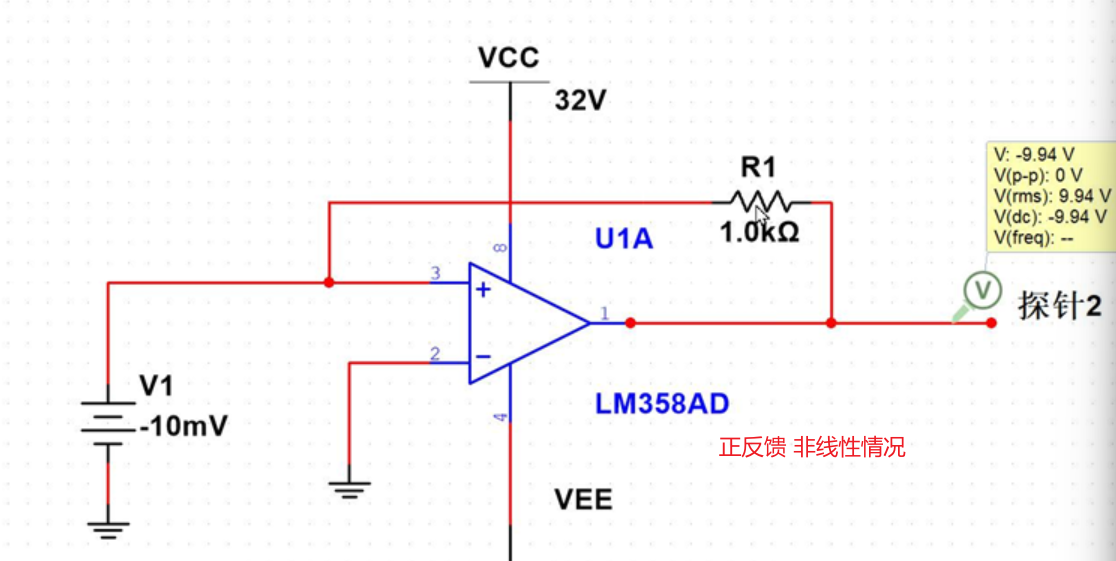 VCC
32V
R1
1.0kΩ
V: -9.94 V
V(p-p): 0 V
V(rms): 9.94 V
V(dc): -9.94 V
V(freq): --
U1A
8
3
+
1
V
探针2
2
−
V1
-10mV
4
LM358AD
正反馈 非线性情况
VEE